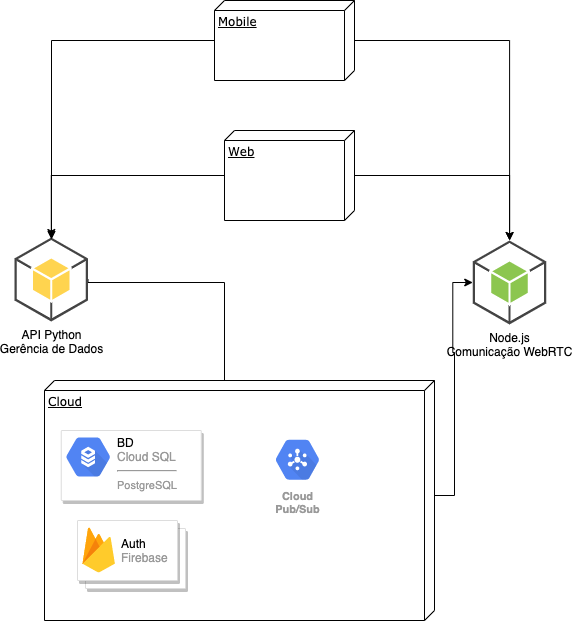 Mobile
Web
API Python
Gerência de Dados
Node.js
Comunicação WebRTC
Cloud
BD
Cloud SQL
PostgreSQL
Cloud
Pub/Sub
Auth
Firebase